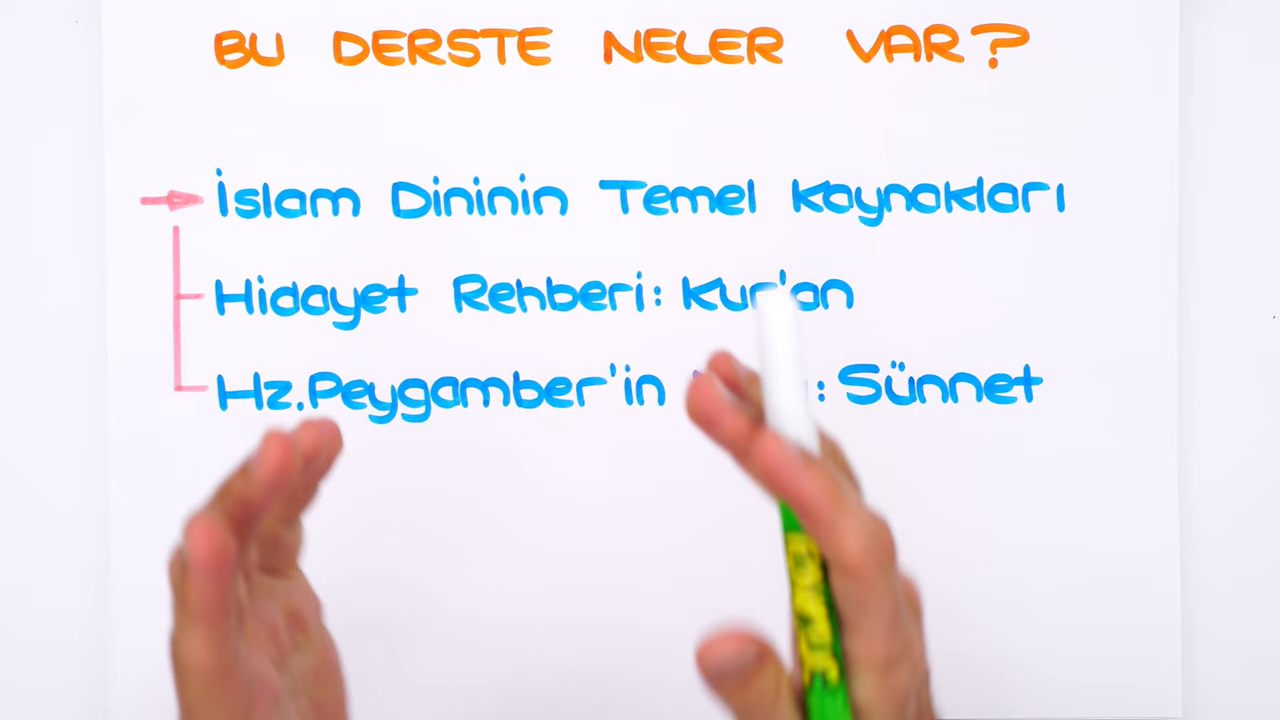 BU DERSTE NELER VAR?
İslam Dininin Temel Kaynakları
Hidayet Rehberi: Kur'an
Hz.Peygamber'in : Sünnet